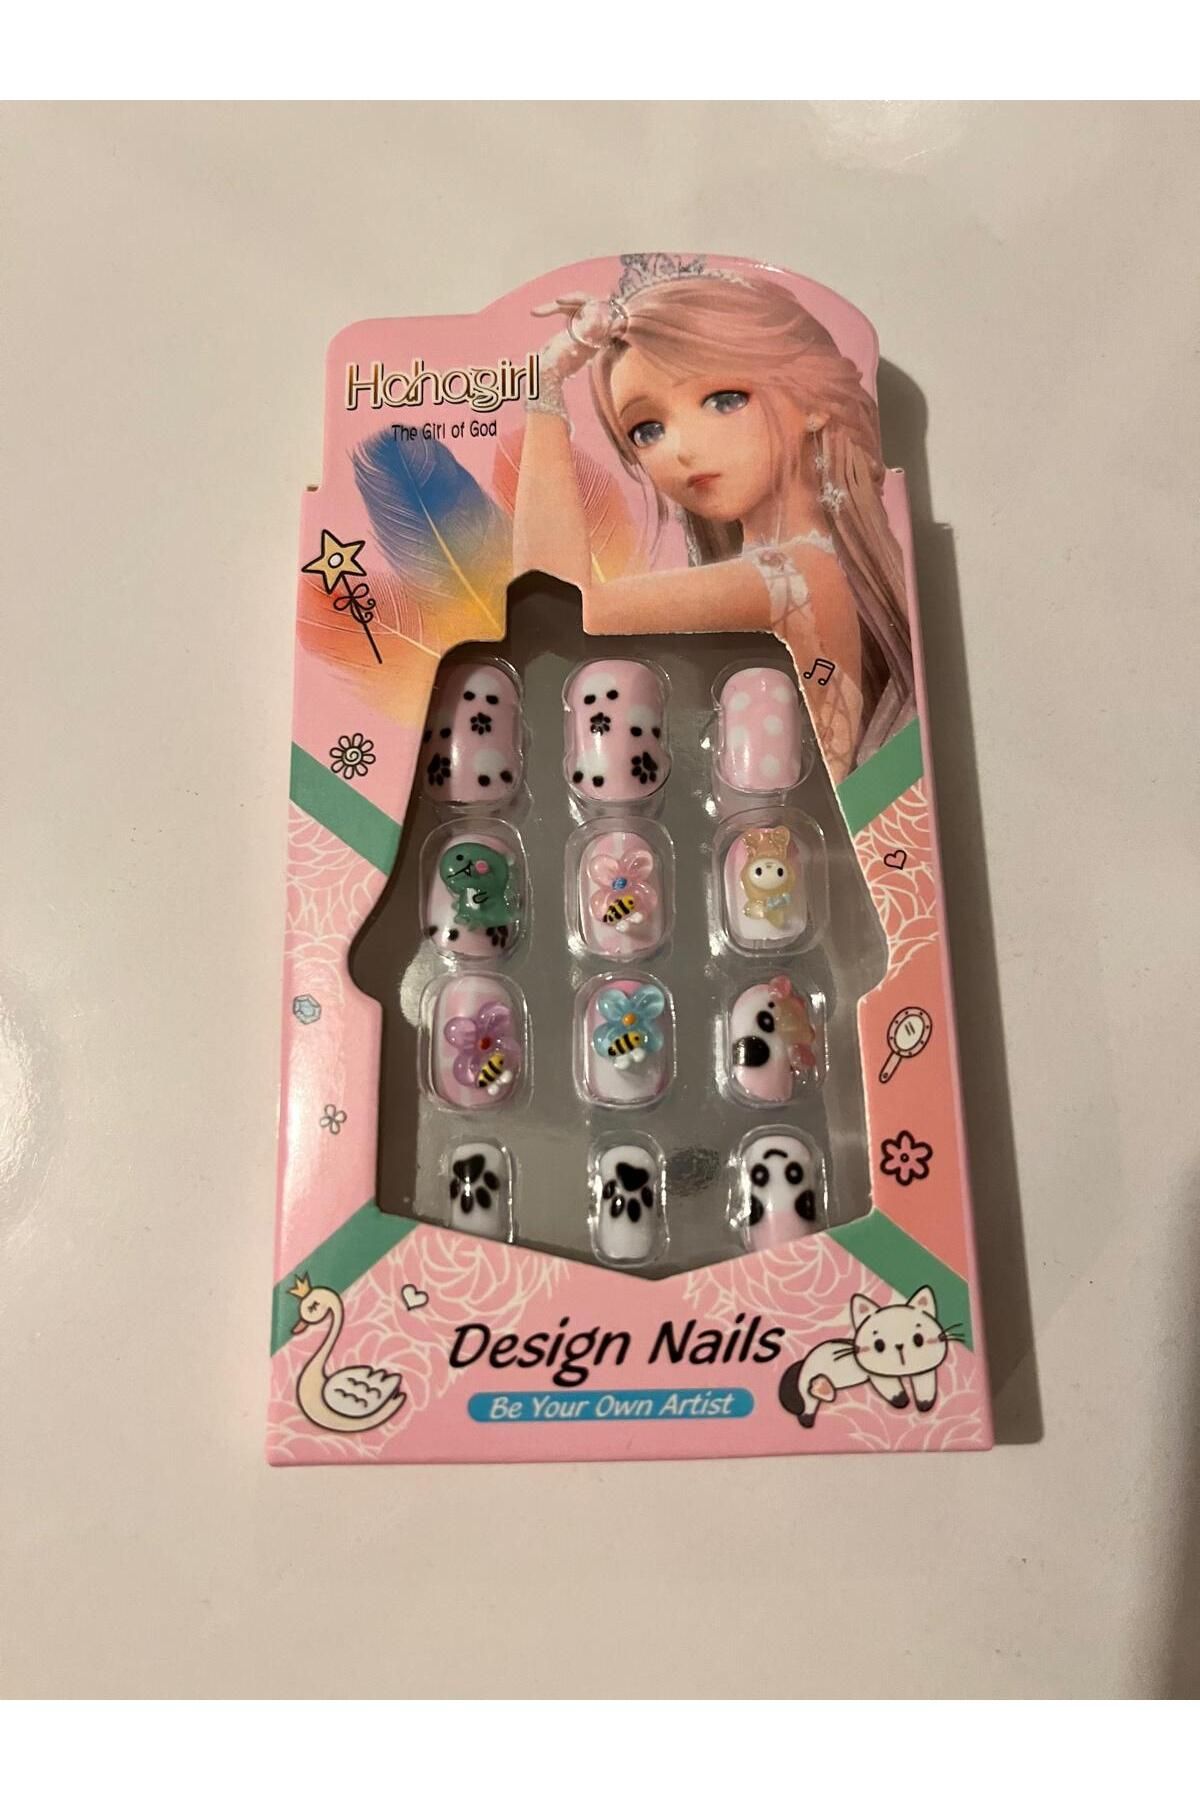 Hahagirl
The Girl of God
Design Nails
Be Your Own Artist